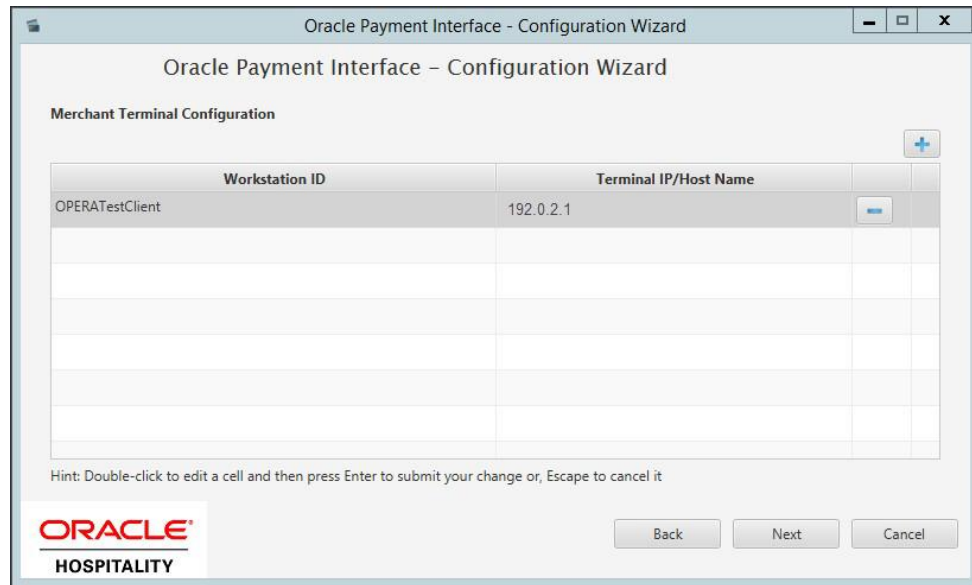 Oracle Payment Interface - Configuration Wizard
Oracle Payment Interface – Configuration Wizard
Merchant Terminal Configuration
Workstation ID Terminal IP/Host Name
OPERATestClient 192.0.2.1
Hint: Double-click to edit a cell and then press Enter to submit your change or, Escape to cancel it
ORACLE®
HOSPITALITY
Back Next Cancel